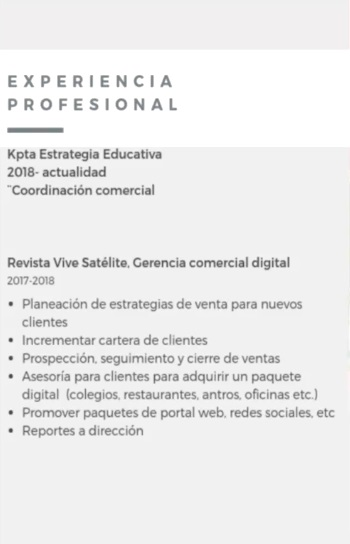 EXPERIENCIA
PROFESIONAL
Kpta Estrategia Educativa
2018- actualidad
¨Coordinación comercial
Revista Vive Satélite, Gerencia comercial digital
2017-2018
• Planeación de estrategias de venta para nuevos
clientes
• Incrementar cartera de clientes
• Prospección, seguimiento y cierre de ventas
• Asesoría para clientes para adquirir un paquete
digital (colegios, restaurantes, antros, oficinas etc.)
• Promover paquetes de portal web, redes sociales, etc
• Reportes a dirección